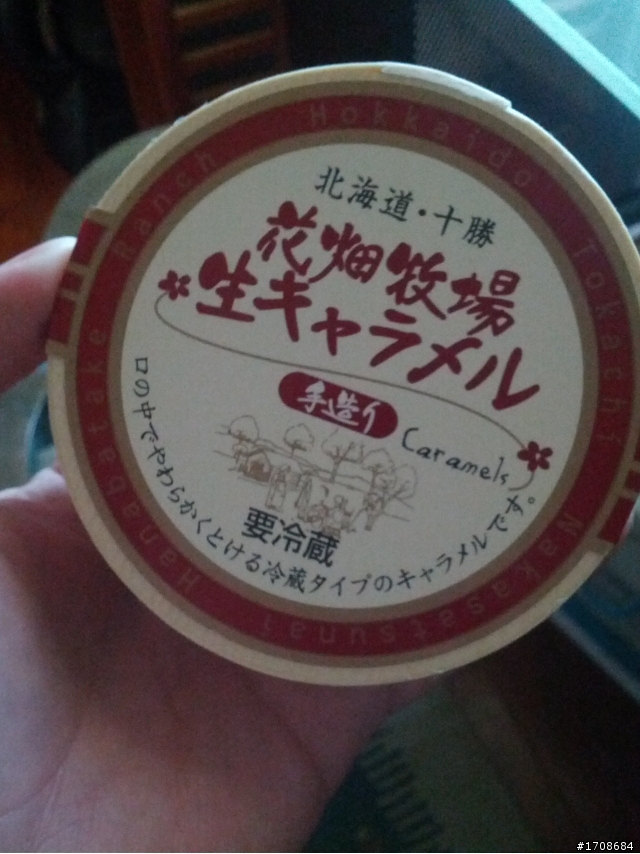 Hokkaido Tokachi Nakasatsunai Hanabatake Ranch
北海道・十勝
花畑牧場
生キャラメル
手造り
Caramels
要冷蔵
口の中でやわらかくとける冷蔵タイプのキャラメルです。
#1708684